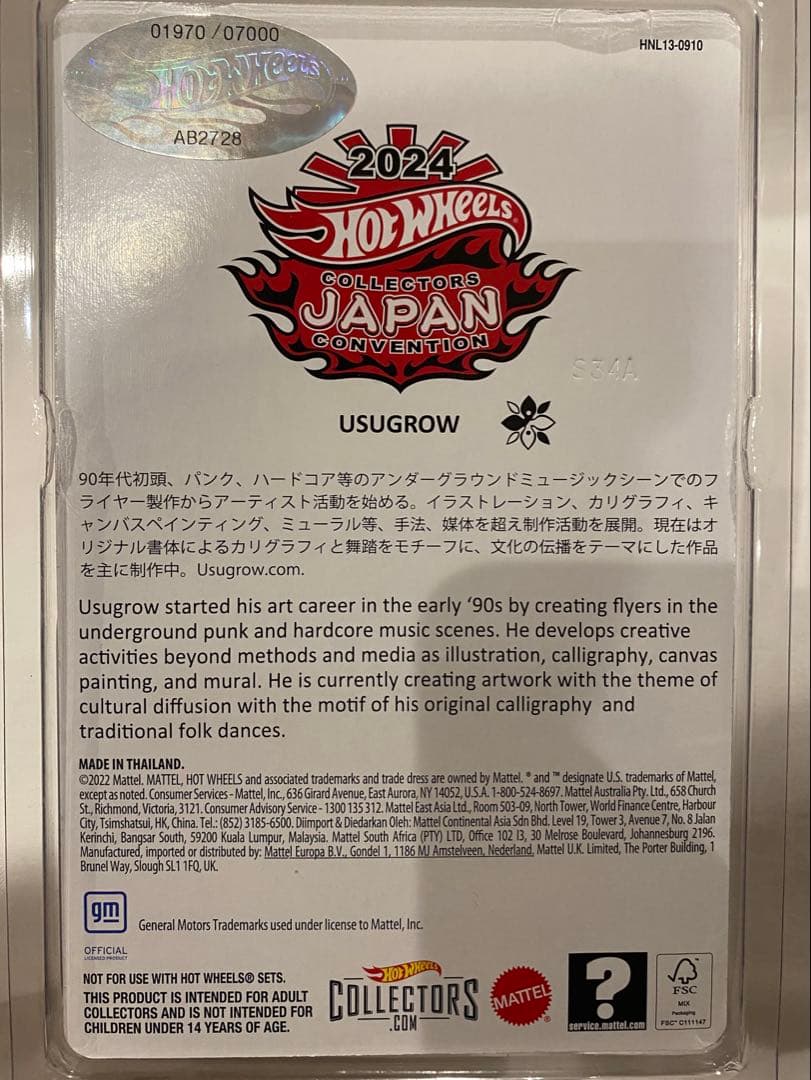 01970 / 07000
HOT WHEELS
AB2728
HNL13-0910
2024
HOT WHEELS®
COLLECTORS
JAPAN
CONVENTION
S34A
USUGROW
90年代初頭、パンク、ハードコア等のアンダーグラウンドミュージックシーンでのフ
ライヤー製作からアーティスト活動を始める。イラストレーション、カリグラフィ、キ
ャンバスペインティング、ミューラル等、手法、媒体を超え制作活動を展開。現在はオ
リジナル書体によるカリグラフィと舞踏をモチーフに、文化の伝播をテーマにした作品
を主に制作中。Usugrow.com.
Usugrow started his art career in the early ‘90s by creating flyers in the
underground punk and hardcore music scenes. He develops creative
activities beyond methods and media as illustration, calligraphy, canvas
painting, and mural. He is currently creating artwork with the theme of
cultural diffusion with the motif of his original calligraphy and
traditional folk dances.
MADE IN THAILAND.
©2022 Mattel. MATTEL, HOT WHEELS and associated trademarks and trade dress are owned by Mattel. ® and ™ designate U.S. trademarks of Mattel,
except as noted. Consumer Services - Mattel, Inc., 636 Girard Avenue, East Aurora, NY 14052, U.S.A. 1-800-524-8697. Mattel Australia Pty. Ltd., 658 Church
St., Richmond, Victoria, 3121. Consumer Advisory Service - 1300 135 312. Mattel East Asia Ltd., Room 503-09, North Tower, World Finance Centre, Harbour
City, Tsimshatsui, HK, China. Tel.: (852) 3185-6500. Diimport & Diedarkan Oleh: Mattel Continental Asia Sdn Bhd. Level 19, Tower 3, Avenue 7, No. 8 Jalan
Kerinchi, Bangsar South, 59200 Kuala Lumpur, Malaysia. Mattel South Africa (PTY) LTD, Office 102 I3, 30 Melrose Boulevard, Johannesburg 2196.
Manufactured, imported or distributed by: Mattel Europa B.V., Gondel 1, 1186 MJ Amstelveen, Nederland. Mattel U.K. Limited, The Porter Building, 1
Brunel Way, Slough SL1 1FQ, UK.
gm
OFFICIAL
LICENSED PRODUCT
General Motors Trademarks used under license to Mattel, Inc.
NOT FOR USE WITH HOT WHEELS® SETS.
THIS PRODUCT IS INTENDED FOR ADULT
COLLECTORS AND IS NOT INTENDED FOR
CHILDREN UNDER 14 YEARS OF AGE.
HOT WHEELS
COLLECTORS
.COM
MATTEL®
?
service.mattel.com
FSC
MIX
Packaging
FSC™ C111147